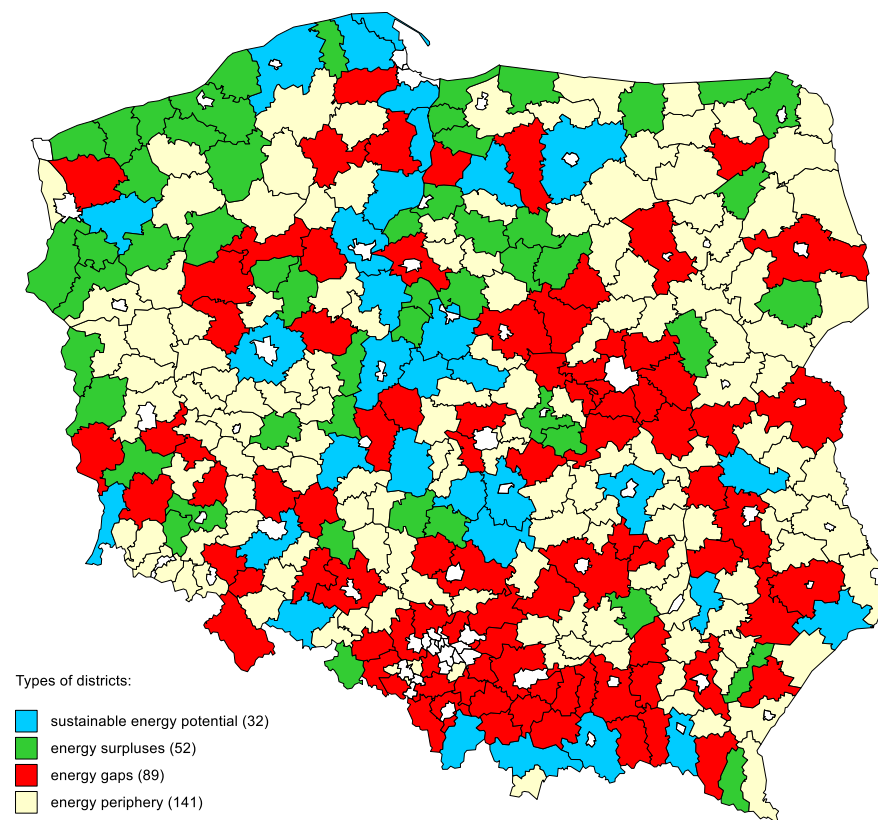 Types of districts:
sustainable energy potential (32)
energy surpluses (52)
energy gaps (89)
energy periphery (141)